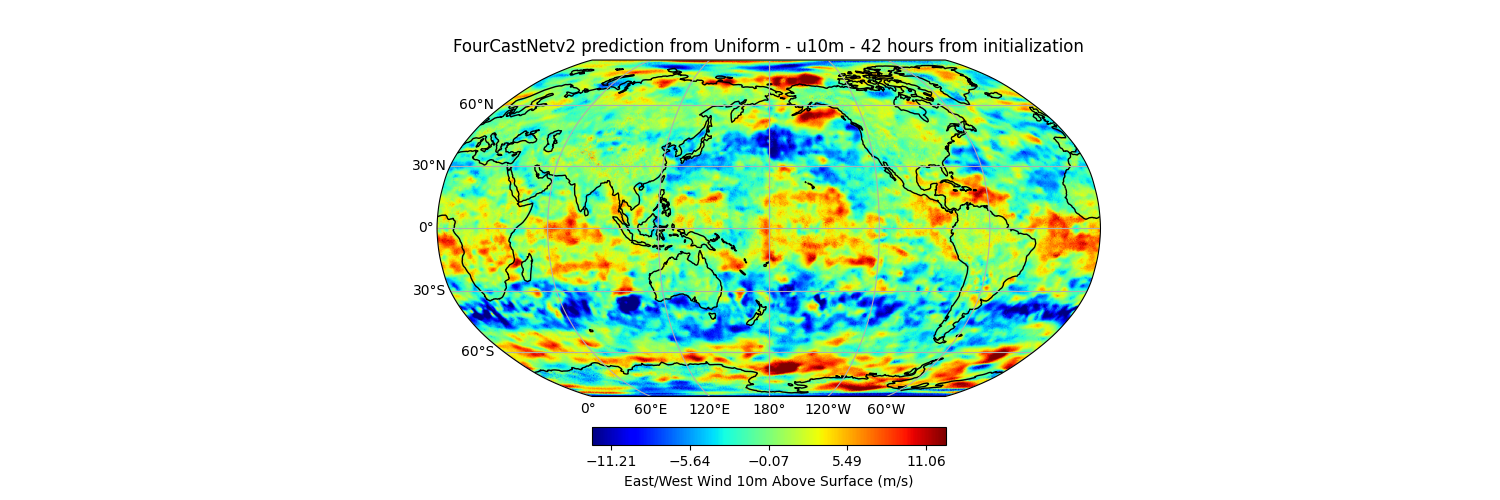 FourCastNetv2 prediction from Uniform - u10m - 42 hours from initialization
60°N
30°N
0°
30°S
60°S
0° 60°E 120°E 180° 120°W 60°W
−11.21 −5.64 −0.07 5.49 11.06
East/West Wind 10m Above Surface (m/s)